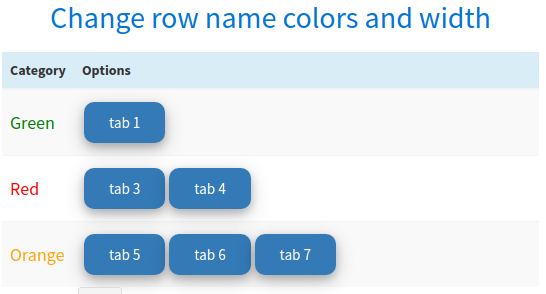 Change row name colors and width
Category Options
Green tab 1
Red tab 3 tab 4
Orange tab 5 tab 6 tab 7